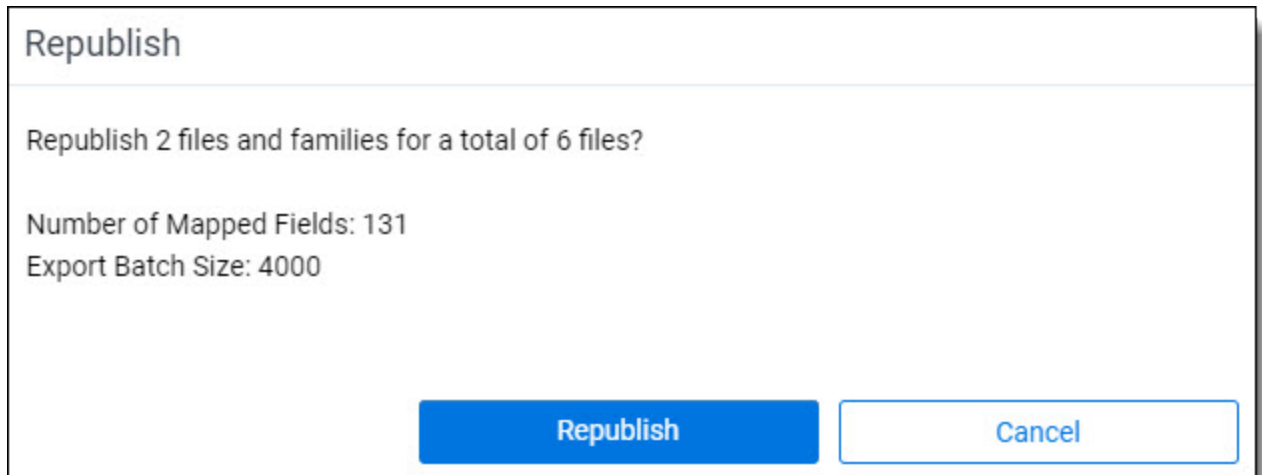 Republish
Republish 2 files and families for a total of 6 files?
Number of Mapped Fields: 131
Export Batch Size: 4000
Republish
Cancel